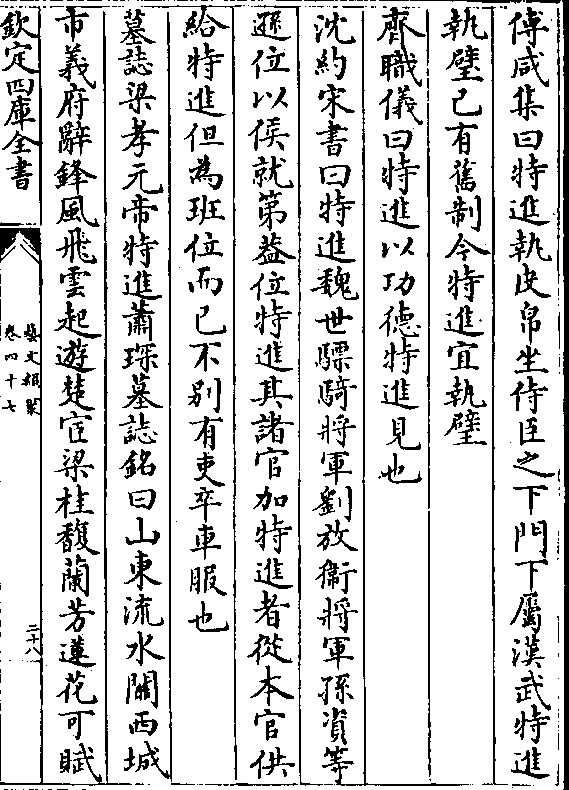 傅咸集曰特進執皮帛坐侍臣之下門下屬漢武特進
執璧已有舊制今特進宜執璧
齊職儀曰特進以功德特進見也
沈約宋書曰特進魏世驃騎將軍劉放衞將軍孫資等
遜位以侯就第葢位特進其諸官加特進者從本官供
給特進但為班位而已不別有吏卒車服也
墓誌梁孝元帝特進蕭琛墓誌銘曰山東流水關西城
市義府辭鋒風飛雲起遊楚宦梁桂馥蘭芳蓮花可賦
欽定四庫全書
藝文類聚
卷四十七
二十八